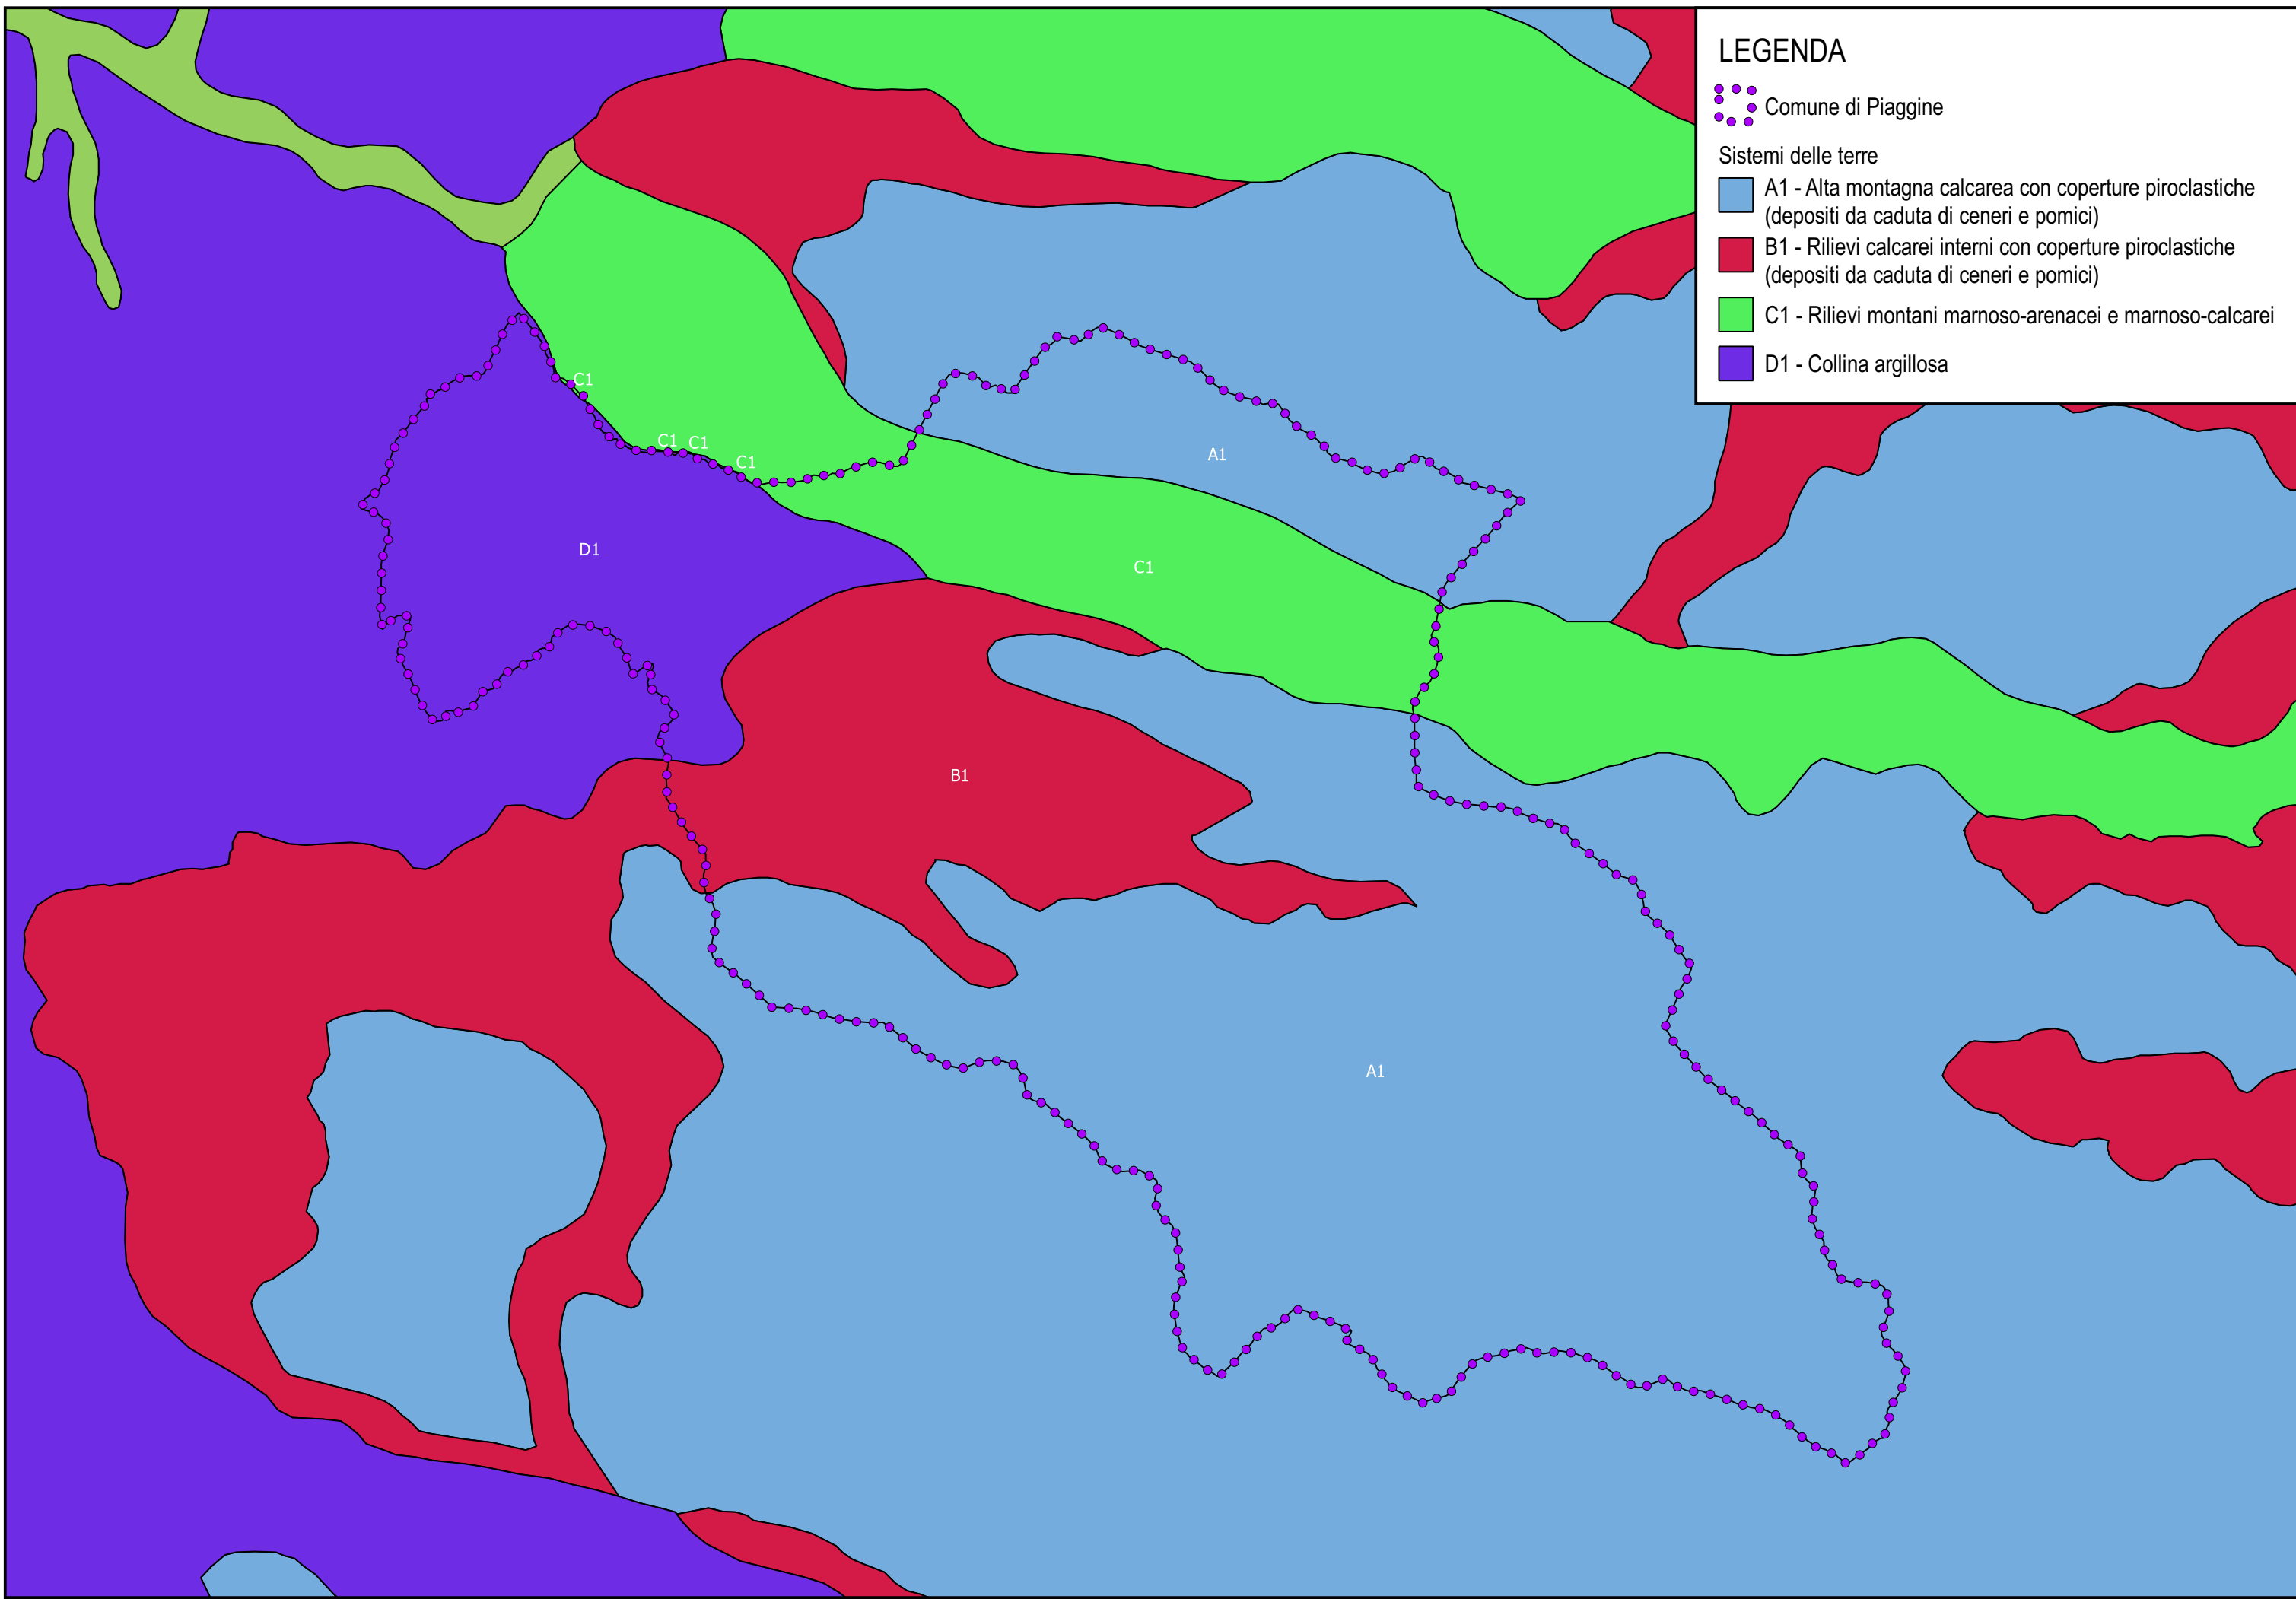 LEGENDA
Comune di Piaggine
Sistemi delle terre
A1 - Alta montagna calcarea con coperture piroclastiche
(depositi da caduta di ceneri e pomici)
B1 - Rilievi calcarei interni con coperture piroclastiche
(depositi da caduta di ceneri e pomici)
C1 - Rilievi montani marnoso-arenacei e marnoso-calcarei
D1 - Collina argillosa
C1
C1
C1
C1
A1
D1
C1
B1
A1